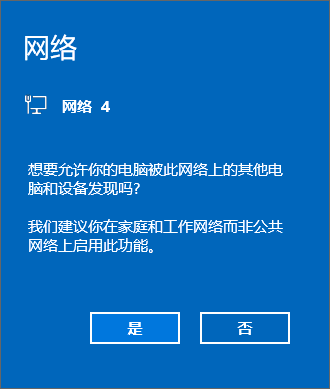 网络
网络 4
想要允许你的电脑被此网络上的其他电
脑和设备发现吗?
我们建议你在家庭和工作网络而非公共
网络上启用此功能。
是
否